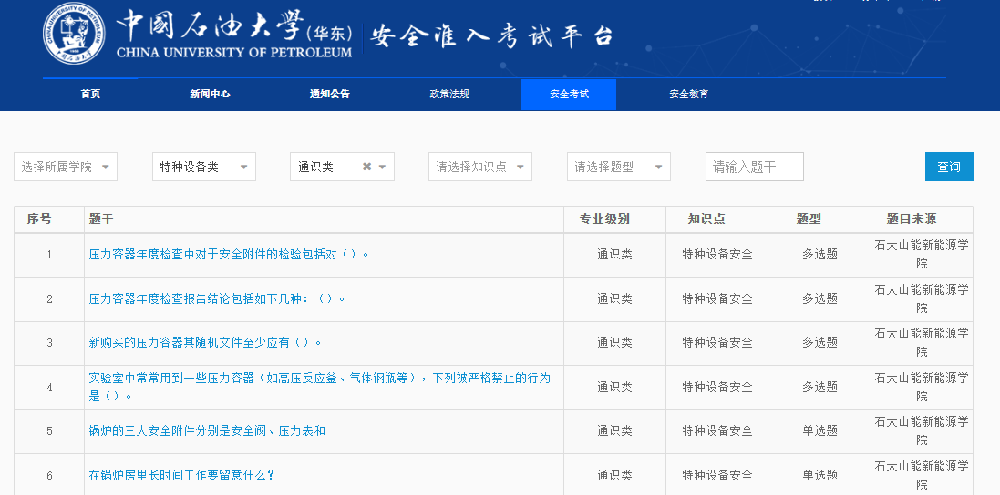 中國石油大學(华东)
安全准入考试平台
CHINA UNIVERSITY OF PETROLEUM
首页 新闻中心 通知公告 政策法规 安全考试 安全教育
选择所属学院 特种设备类 通识类 请选择知识点 请选择题型 请输入题干 查询
序号 题干 专业级别 知识点 题型 题目来源
1 压力容器年度检查中对于安全附件的检验包括对（）。 通识类 特种设备安全 多选题 石大山能新能源学
院
2 压力容器年度检查报告结论包括如下几种：（）。 通识类 特种设备安全 多选题 石大山能新能源学
院
3 新购买的压力容器其随机文件至少应有（）。 通识类 特种设备安全 多选题 石大山能新能源学
院
4 实验室中常常用到一些压力容器（如高压反应釜、气体钢瓶等），下列被严格禁止的行为
是（）。 通识类 特种设备安全 多选题 石大山能新能源学
院
5 锅炉的三大安全附件分别是安全阀、压力表和 通识类 特种设备安全 单选题 石大山能新能源学
院
6 在锅炉房里长时间工作要留意什么？ 通识类 特种设备安全 单选题 石大山能新能源学
院